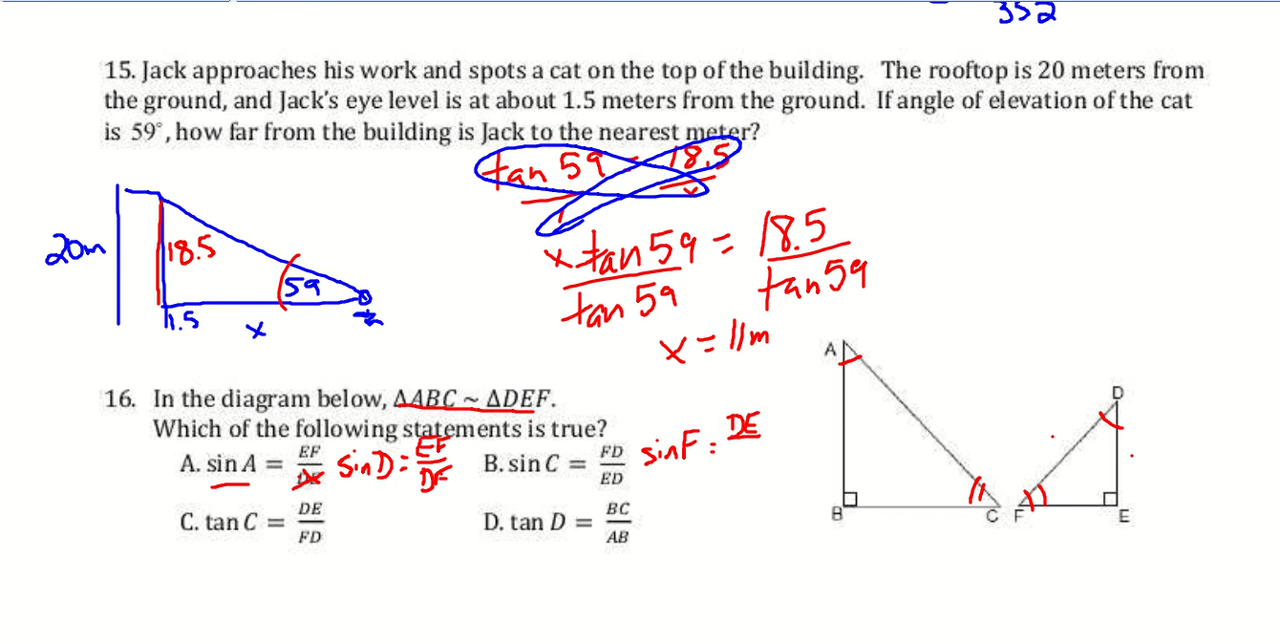 352
15. Jack approaches his work and spots a cat on the top of the building. The rooftop is 20 meters from
the ground, and Jack's eye level is at about 1.5 meters from the ground. If angle of elevation of the cat
is 59°, how far from the building is Jack to the nearest meter?
tan 59 = 18.5 / x
1
20m
18.5
59
1.5
x
x tan 59 / tan 59 = 18.5 / tan 59
x = 11m
16. In the diagram below, ΔABC ~ ΔDEF.
Which of the following statements is true?
A. sin A = EF / sin D = EF / DF
B. sin C = FD / ED sin F = DE
C. tan C = DE / FD
D. tan D = BC / AB
A
B
C
D
F
E